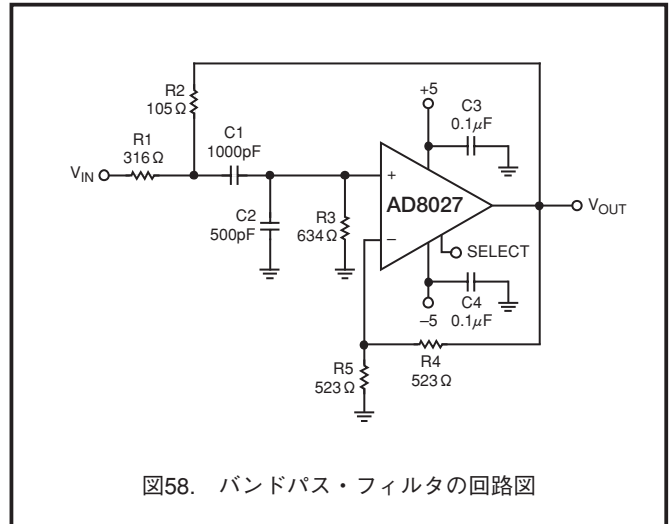 R2
105Ω
R1
316Ω
C1
1000pF
VIN
C2
500pF
R3
634Ω
+5
C3
0.1μF
+
AD8027
–
VOUT
SELECT
C4
0.1μF
–5
R5
523Ω
R4
523Ω
図58. バンドパス・フィルタの回路図